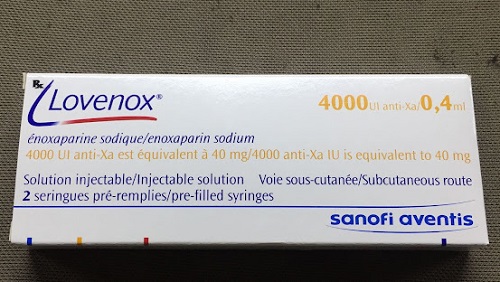 Rx
Lovenox®
4000 UI anti-Xa/0,4 ml
énoxaparine sodique/enoxaparin sodium
4000 UI anti-Xa est équivalent à 40 mg/4000 anti-Xa IU is equivalent to 40 mg
Solution injectable/Injectable solution Voie sous-cutanée/Subcutaneous route
2 seringues pré-remplies/pre-filled syringes
sanofi aventis